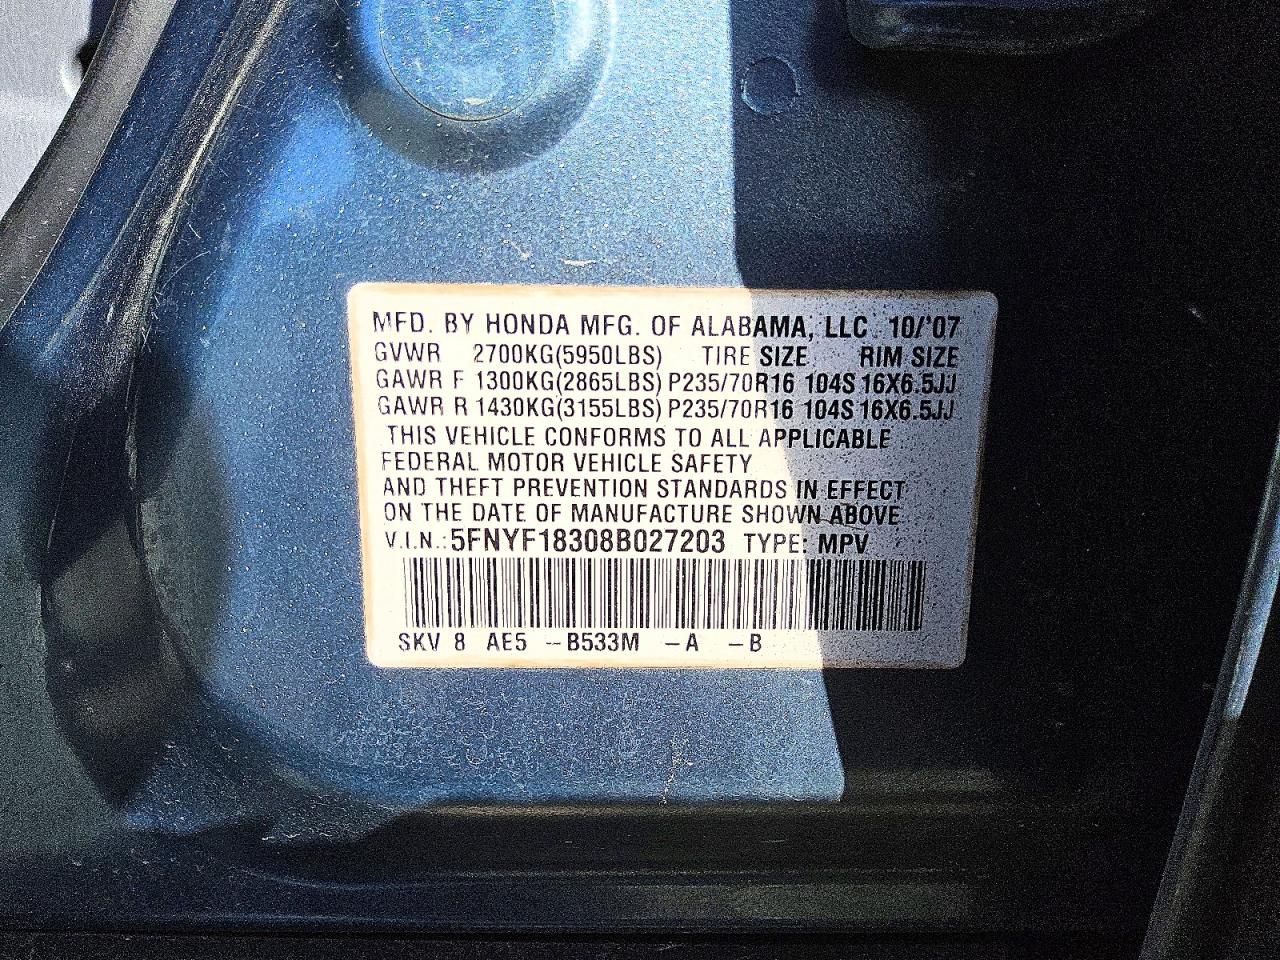 MFD. BY HONDA MFG. OF ALABAMA, LLC 10/'07
GVWR 2700KG(5950LBS) TIRE SIZE RIM SIZE
GAWR F 1300KG(2865LBS) P235/70R16 104S 16X6.5JJ
GAWR R 1430KG(3155LBS) P235/70R16 104S 16X6.5JJ
THIS VEHICLE CONFORMS TO ALL APPLICABLE
FEDERAL MOTOR VEHICLE SAFETY
AND THEFT PREVENTION STANDARDS IN EFFECT
ON THE DATE OF MANUFACTURE SHOWN ABOVE
V.I.N.: 5FNYF18308B027203 TYPE: MPV
SKV 8 AE5 -- B533M -A -B